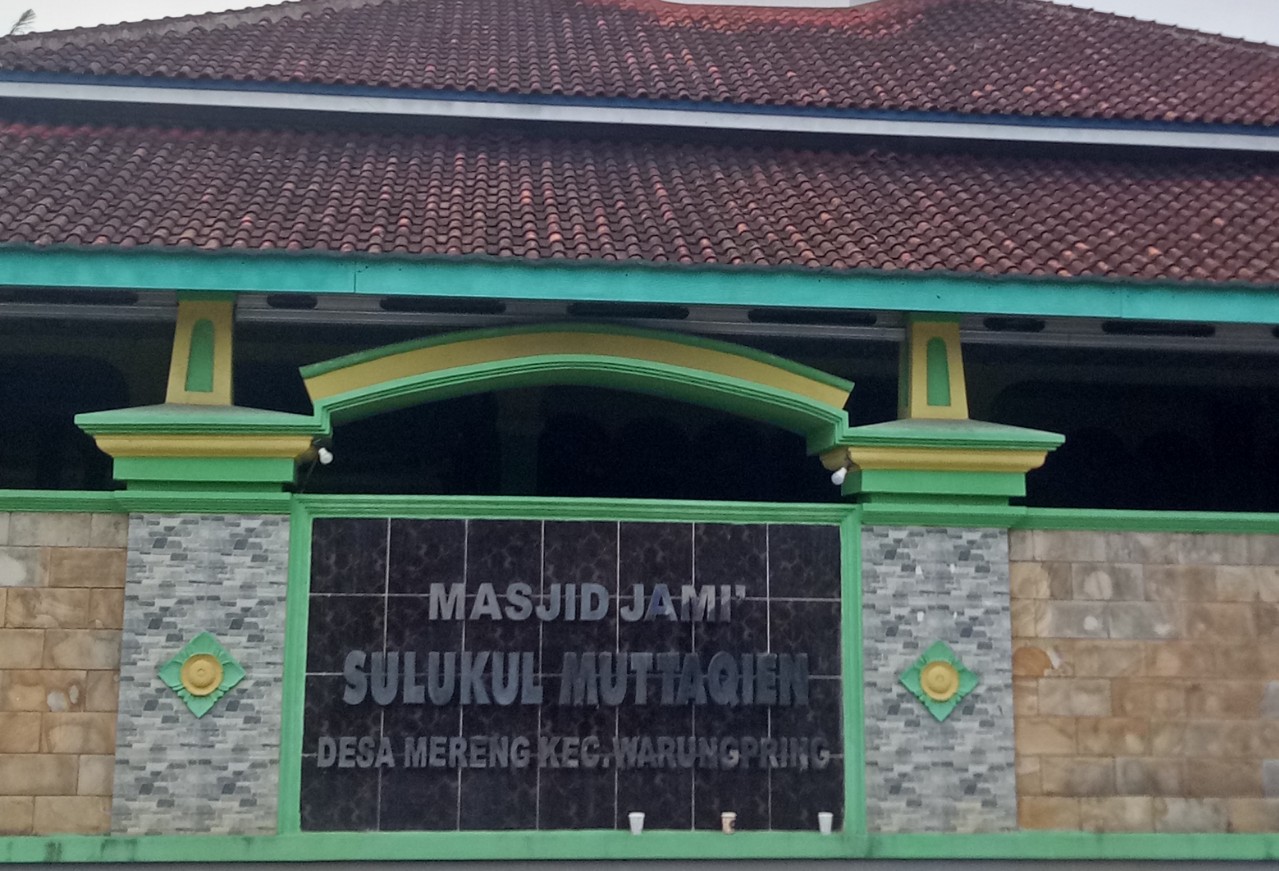 MASJID JAMI'
SULUKUL MUTTAQIEN
DESA MERENG KEC.WARUNGPRING